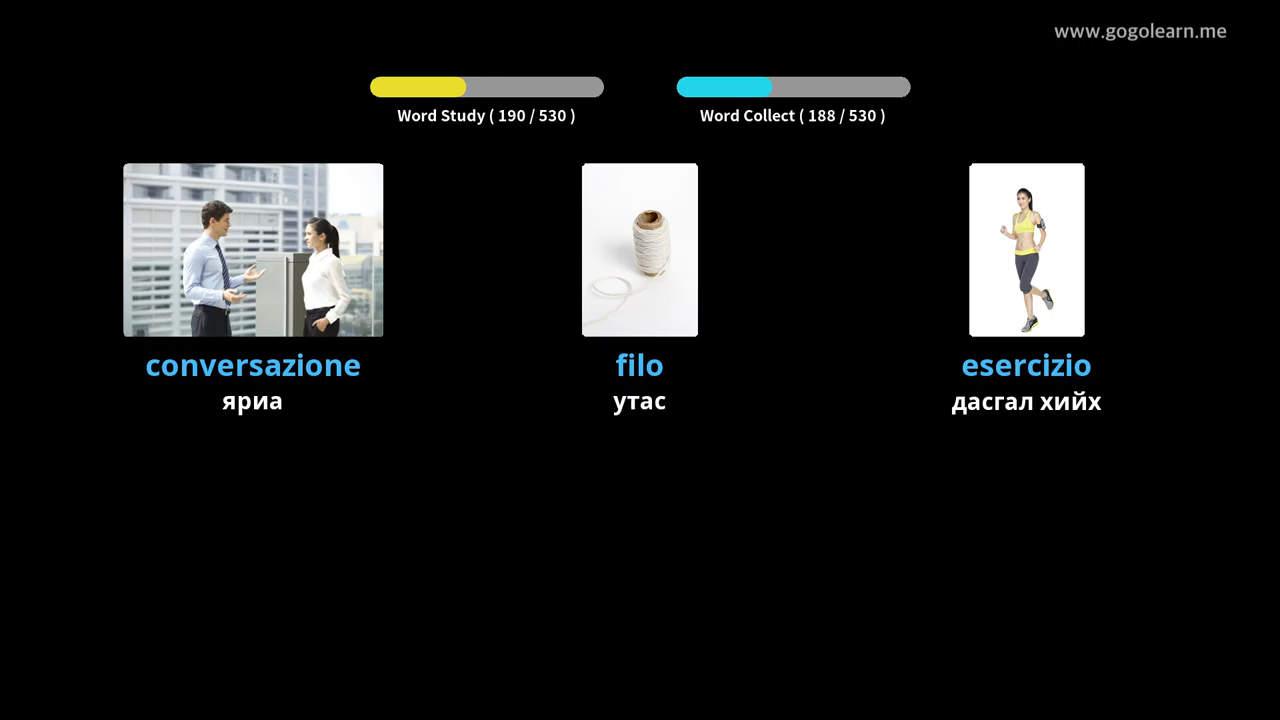 www.gogolearn.me
Word Study ( 190 / 530 )
Word Collect ( 188 / 530 )
conversazione
яриа
filo
утас
esercizio
дасгал хийх